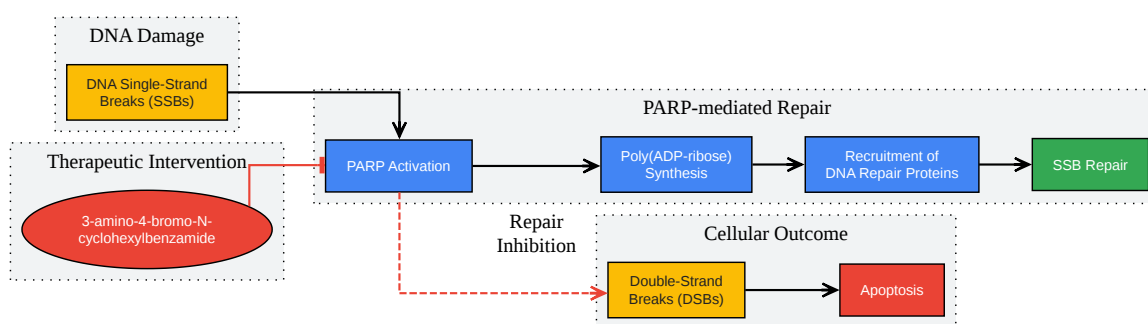 DNA Damage
DNA Single-Strand
Breaks (SSBs)
PARP-mediated Repair
Therapeutic Intervention
PARP Activation
Poly(ADP-ribose)
Synthesis
Recruitment of
DNA Repair Proteins
SSB Repair
3-amino-4-bromo-N-
cyclohexylbenzamide
Repair
Inhibition
Cellular Outcome
Double-Strand
Breaks (DSBs)
Apoptosis